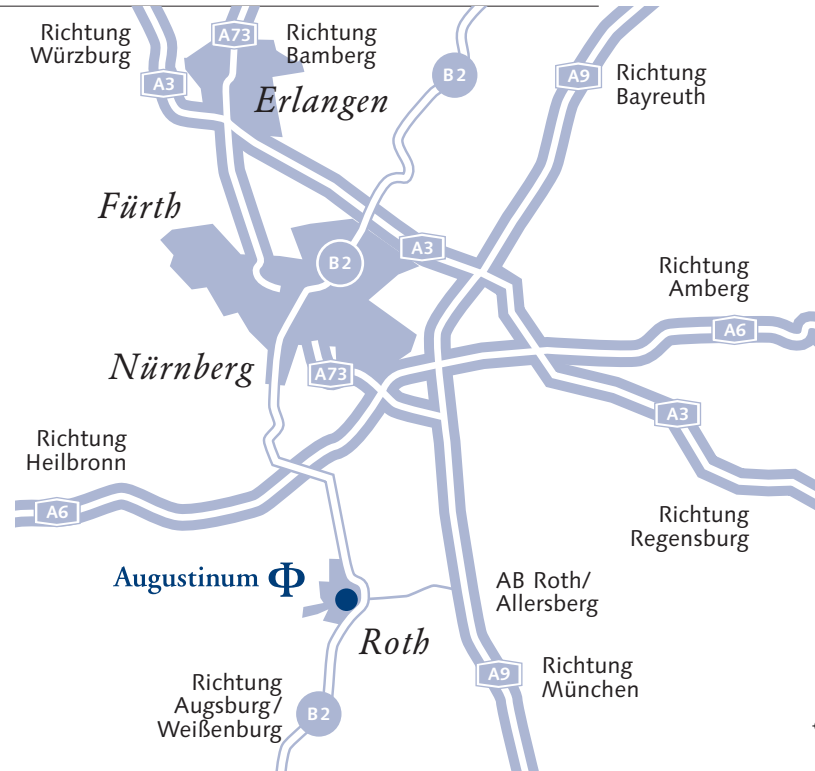 Richtung
Würzburg
A73
Richtung
Bamberg
B2
A9
Richtung
Bayreuth
A3
Erlangen
Fürth
B2
A3
Richtung
Amberg
A6
Nürnberg
A73
A3
Richtung
Heilbronn
A6
Richtung
Regensburg
Augustinum Φ
AB Roth/
Allersberg
Roth
A9
Richtung
München
Richtung
Augsburg/
Weißenburg
B2